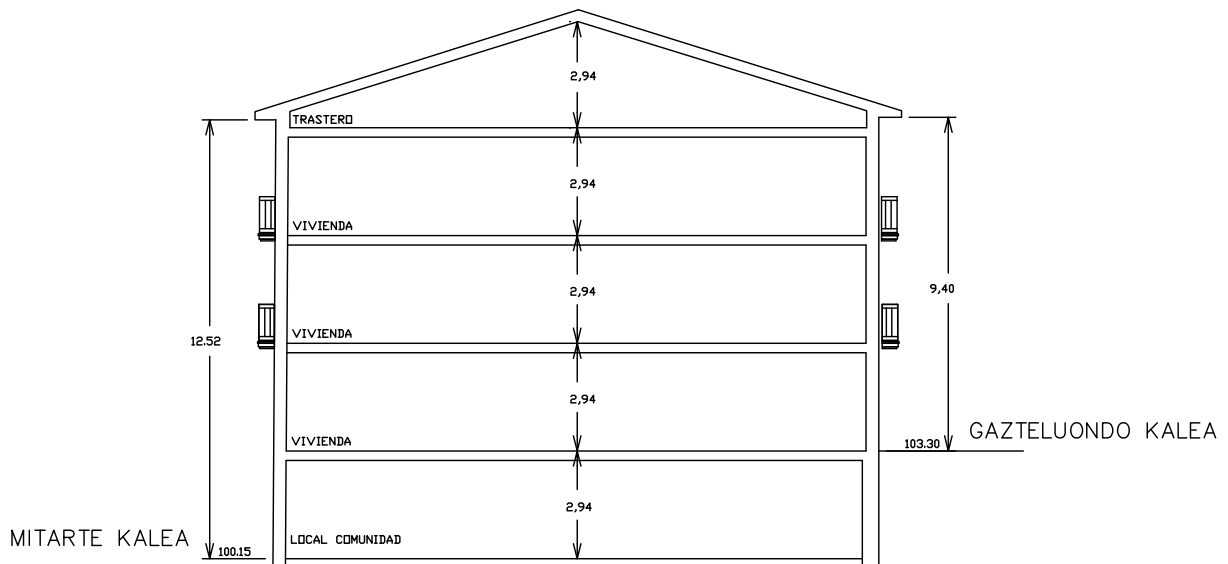 2,94
TRASTERO
2,94
VIVIENDA
2,94
9,40
VIVIENDA
12.52
2,94
GAZTELUONDO KALEA
VIVIENDA
103.30
2,94
MITARTE KALEA
LOCAL COMUNIDAD
100.15